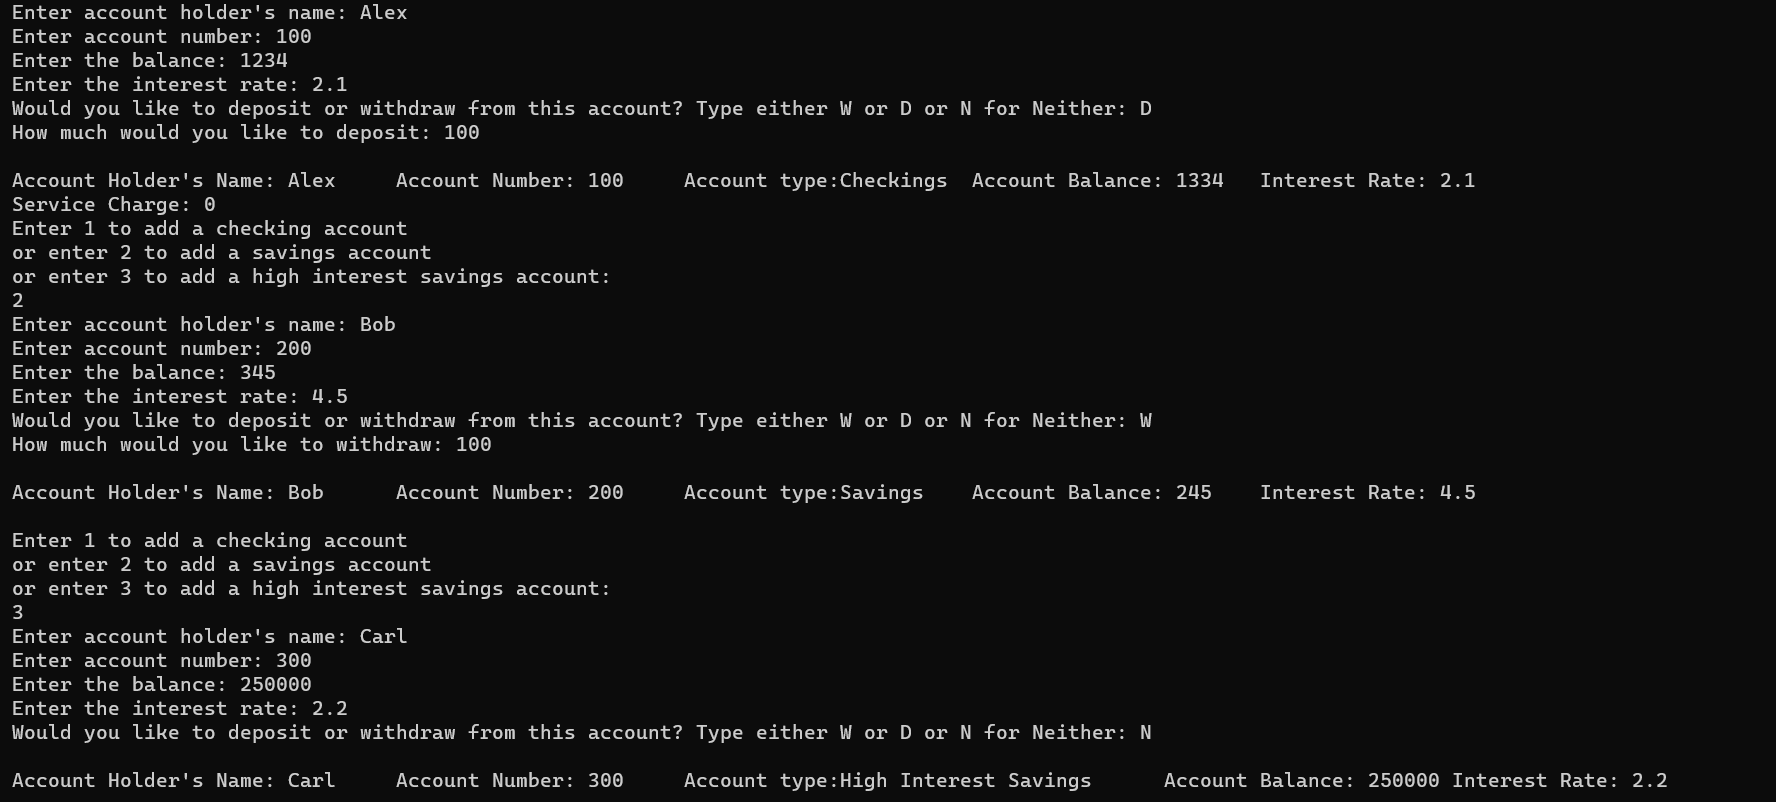 Enter account holder's name: Alex
Enter account number: 100
Enter the balance: 1234
Enter the interest rate: 2.1
Would you like to deposit or withdraw from this account? Type either W or D or N for Neither: D
How much would you like to deposit: 100
Account Holder's Name: Alex     Account Number: 100     Account type:Checkings  Account Balance: 1334   Interest Rate: 2.1
Service Charge: 0
Enter 1 to add a checking account
or enter 2 to add a savings account
or enter 3 to add a high interest savings account:
2
Enter account holder's name: Bob
Enter account number: 200
Enter the balance: 345
Enter the interest rate: 4.5
Would you like to deposit or withdraw from this account? Type either W or D or N for Neither: W
How much would you like to withdraw: 100
Account Holder's Name: Bob      Account Number: 200     Account type:Savings    Account Balance: 245    Interest Rate: 4.5
Enter 1 to add a checking account
or enter 2 to add a savings account
or enter 3 to add a high interest savings account:
3
Enter account holder's name: Carl
Enter account number: 300
Enter the balance: 250000
Enter the interest rate: 2.2
Would you like to deposit or withdraw from this account? Type either W or D or N for Neither: N
Account Holder's Name: Carl     Account Number: 300     Account type:High Interest Savings      Account Balance: 250000 Interest Rate: 2.2